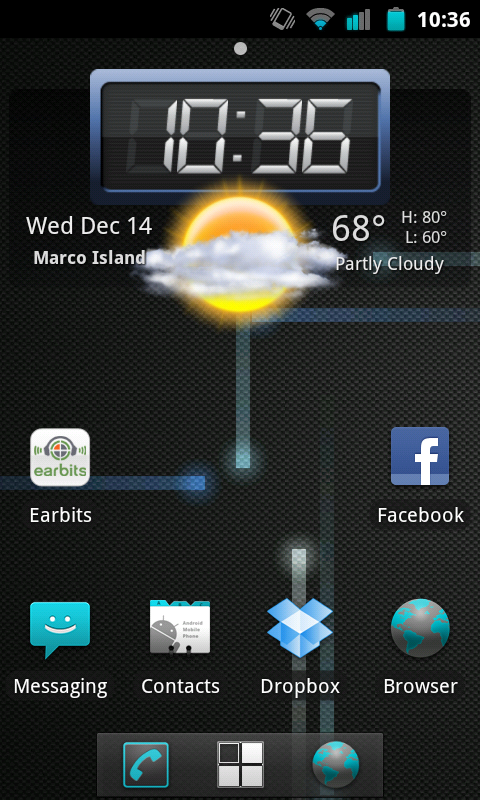 10:36
10:36
Wed Dec 14
Marco Island
68°
H: 80°
L: 60°
Partly Cloudy
earbits
f
Earbits
Facebook
Android
Mobile
Phone
Messaging
Contacts
Dropbox
Browser